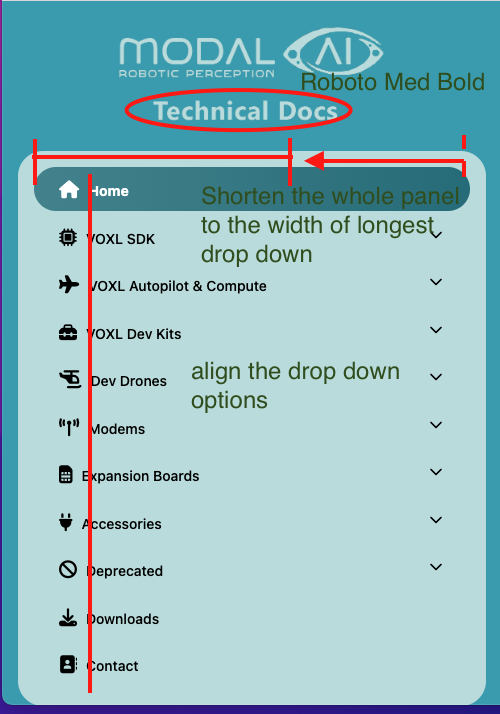 MODAL AI
ROBOTIC PERCEPTION
Roboto Med Bold
Technical Docs
Home
Shorten the whole panel
to the width of longest
drop down
VOXL SDK
VOXL Autopilot & Compute
VOXL Dev Kits
align the drop down
options
Dev Drones
Modems
Expansion Boards
Accessories
Deprecated
Downloads
Contact